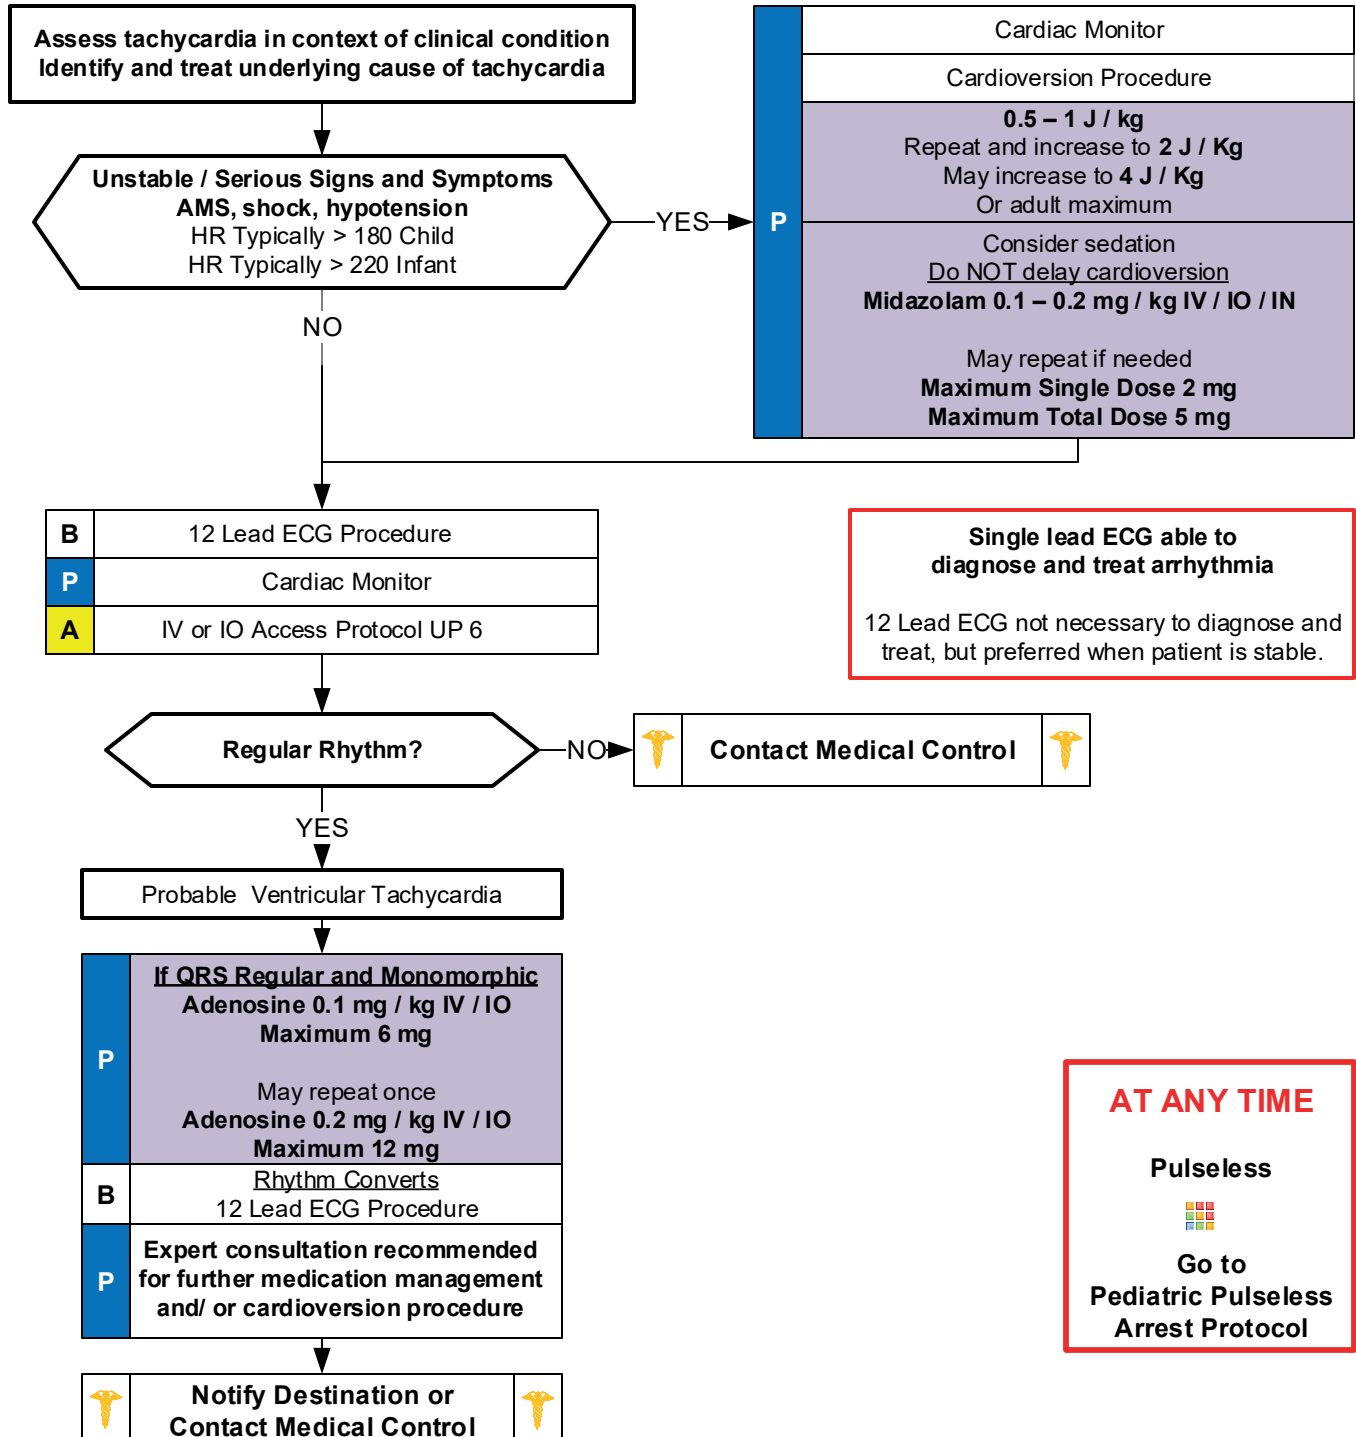 Assess tachycardia in context of clinical condition
Identify and treat underlying cause of tachycardia
Unstable / Serious Signs and Symptoms
AMS, shock, hypotension
HR Typically > 180 Child
HR Typically > 220 Infant
YES
NO
P
Cardiac Monitor
Cardioversion Procedure
0.5 – 1 J / kg
Repeat and increase to 2 J / Kg
May increase to 4 J / Kg
Or adult maximum
Consider sedation
Do NOT delay cardioversion
Midazolam 0.1 – 0.2 mg / kg IV / IO / IN
May repeat if needed
Maximum Single Dose 2 mg
Maximum Total Dose 5 mg
B 12 Lead ECG Procedure
P Cardiac Monitor
A IV or IO Access Protocol UP 6
Single lead ECG able to
diagnose and treat arrhythmia
12 Lead ECG not necessary to diagnose and
treat, but preferred when patient is stable.
Regular Rhythm?
NO
Contact Medical Control
YES
Probable Ventricular Tachycardia
P
If QRS Regular and Monomorphic
Adenosine 0.1 mg / kg IV / IO
Maximum 6 mg
May repeat once
Adenosine 0.2 mg / kg IV / IO
Maximum 12 mg
B
Rhythm Converts
12 Lead ECG Procedure
P
Expert consultation recommended
for further medication management
and/ or cardioversion procedure
Notify Destination or
Contact Medical Control
AT ANY TIME
Pulseless
Go to
Pediatric Pulseless
Arrest Protocol